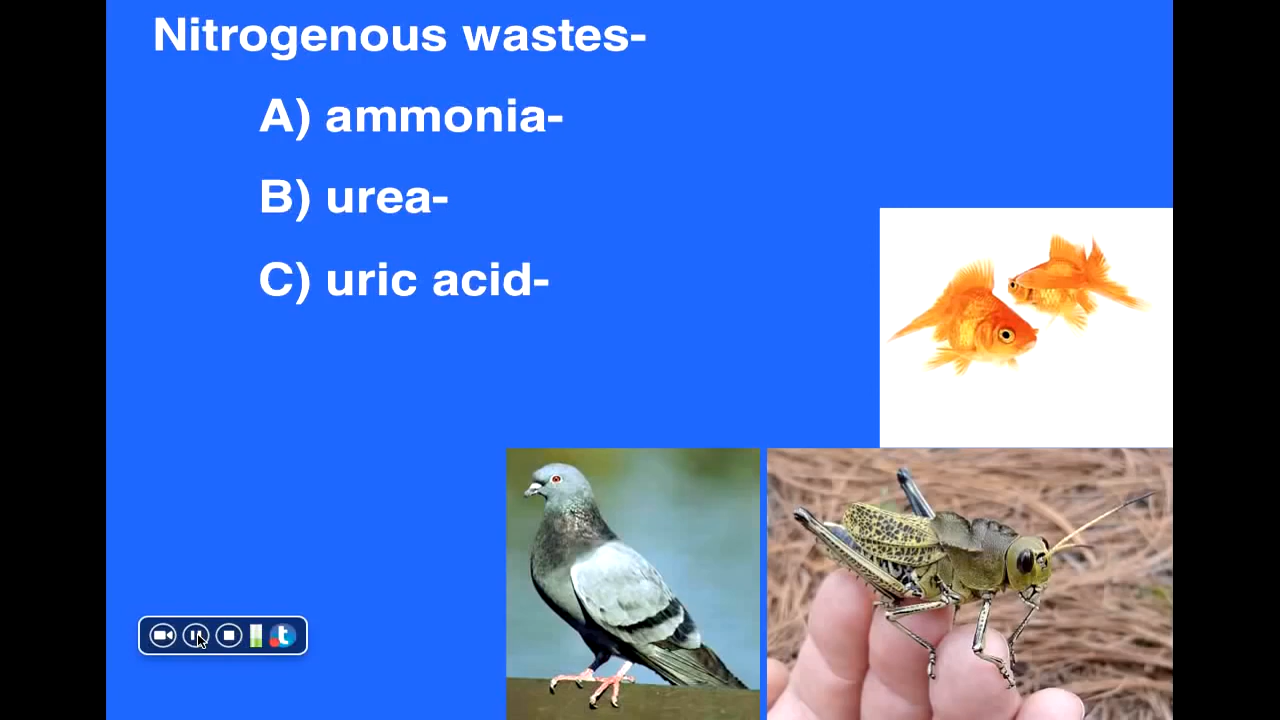 Nitrogenous wastes-
A) ammonia-
B) urea-
C) uric acid-
t